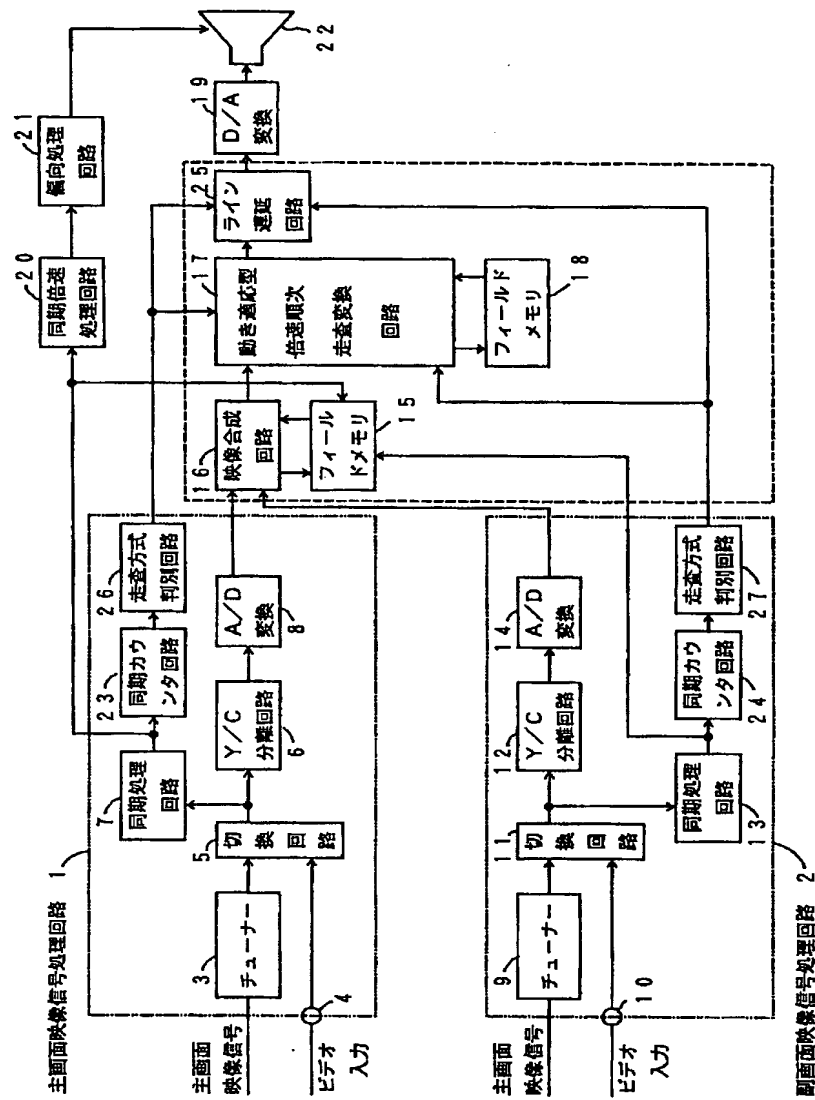 主画面映像信号処理回路 1
主画面
映像信号
3
チューナー
ビデオ
入力
4
5
切換回路
7
同期処理
回路
6
Y/C
分離回路
23
同期カウ
ンタ回路
26
走査方式
判別回路
8
A/D
変換
副画面映像信号処理回路 2
主画面
映像信号
9
チューナー
ビデオ
入力
10
11
切換回路
12
Y/C
分離回路
13
同期処理
回路
14
A/D
変換
24
同期カウ
ンタ回路
27
走査方式
判別回路
16
映像合成
回路
15
フィール
ドメモリ
17
動き適応型
倍速順次
走査変換
回路
18
フィールド
メモリ
25
ライン
遅延
回路
19
D/A
変換
20
同期倍速
処理回路
21
偏向処理
回路
22